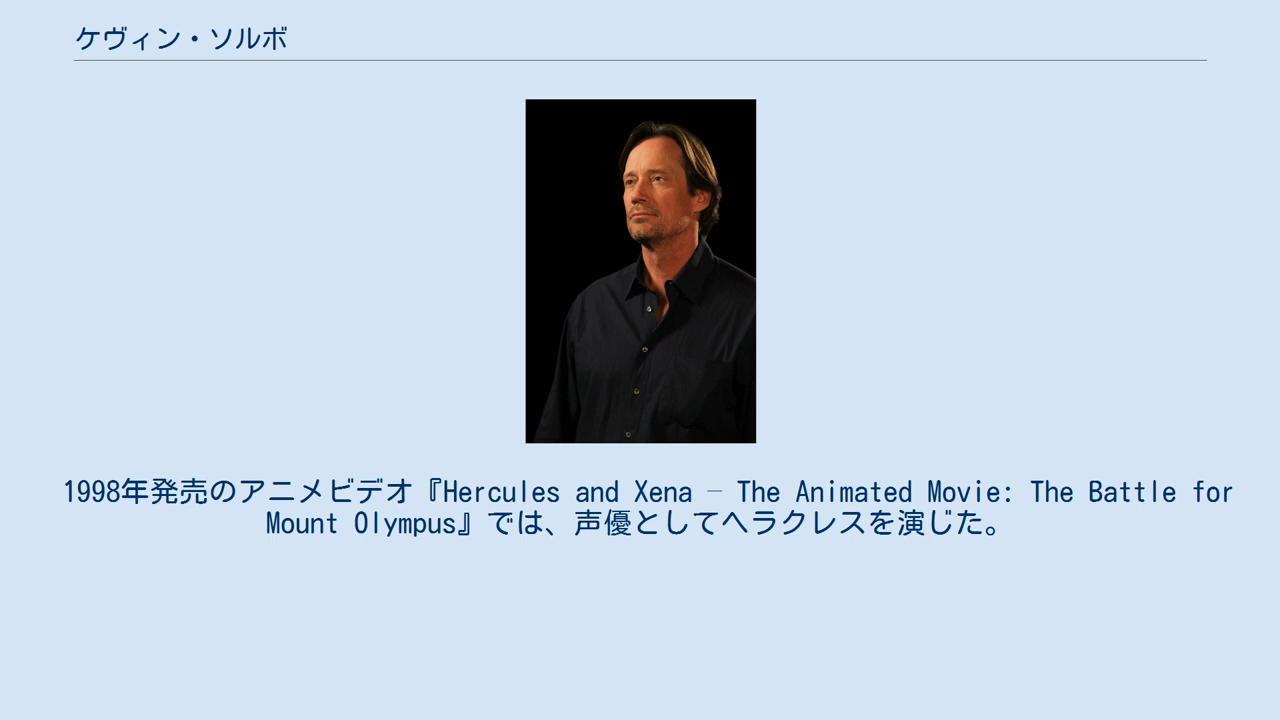 ケヴィン・ソルボ
1998年発売のアニメビデオ『Hercules and Xena – The Animated Movie: The Battle for
Mount Olympus』では、声優としてヘラクレスを演じた。